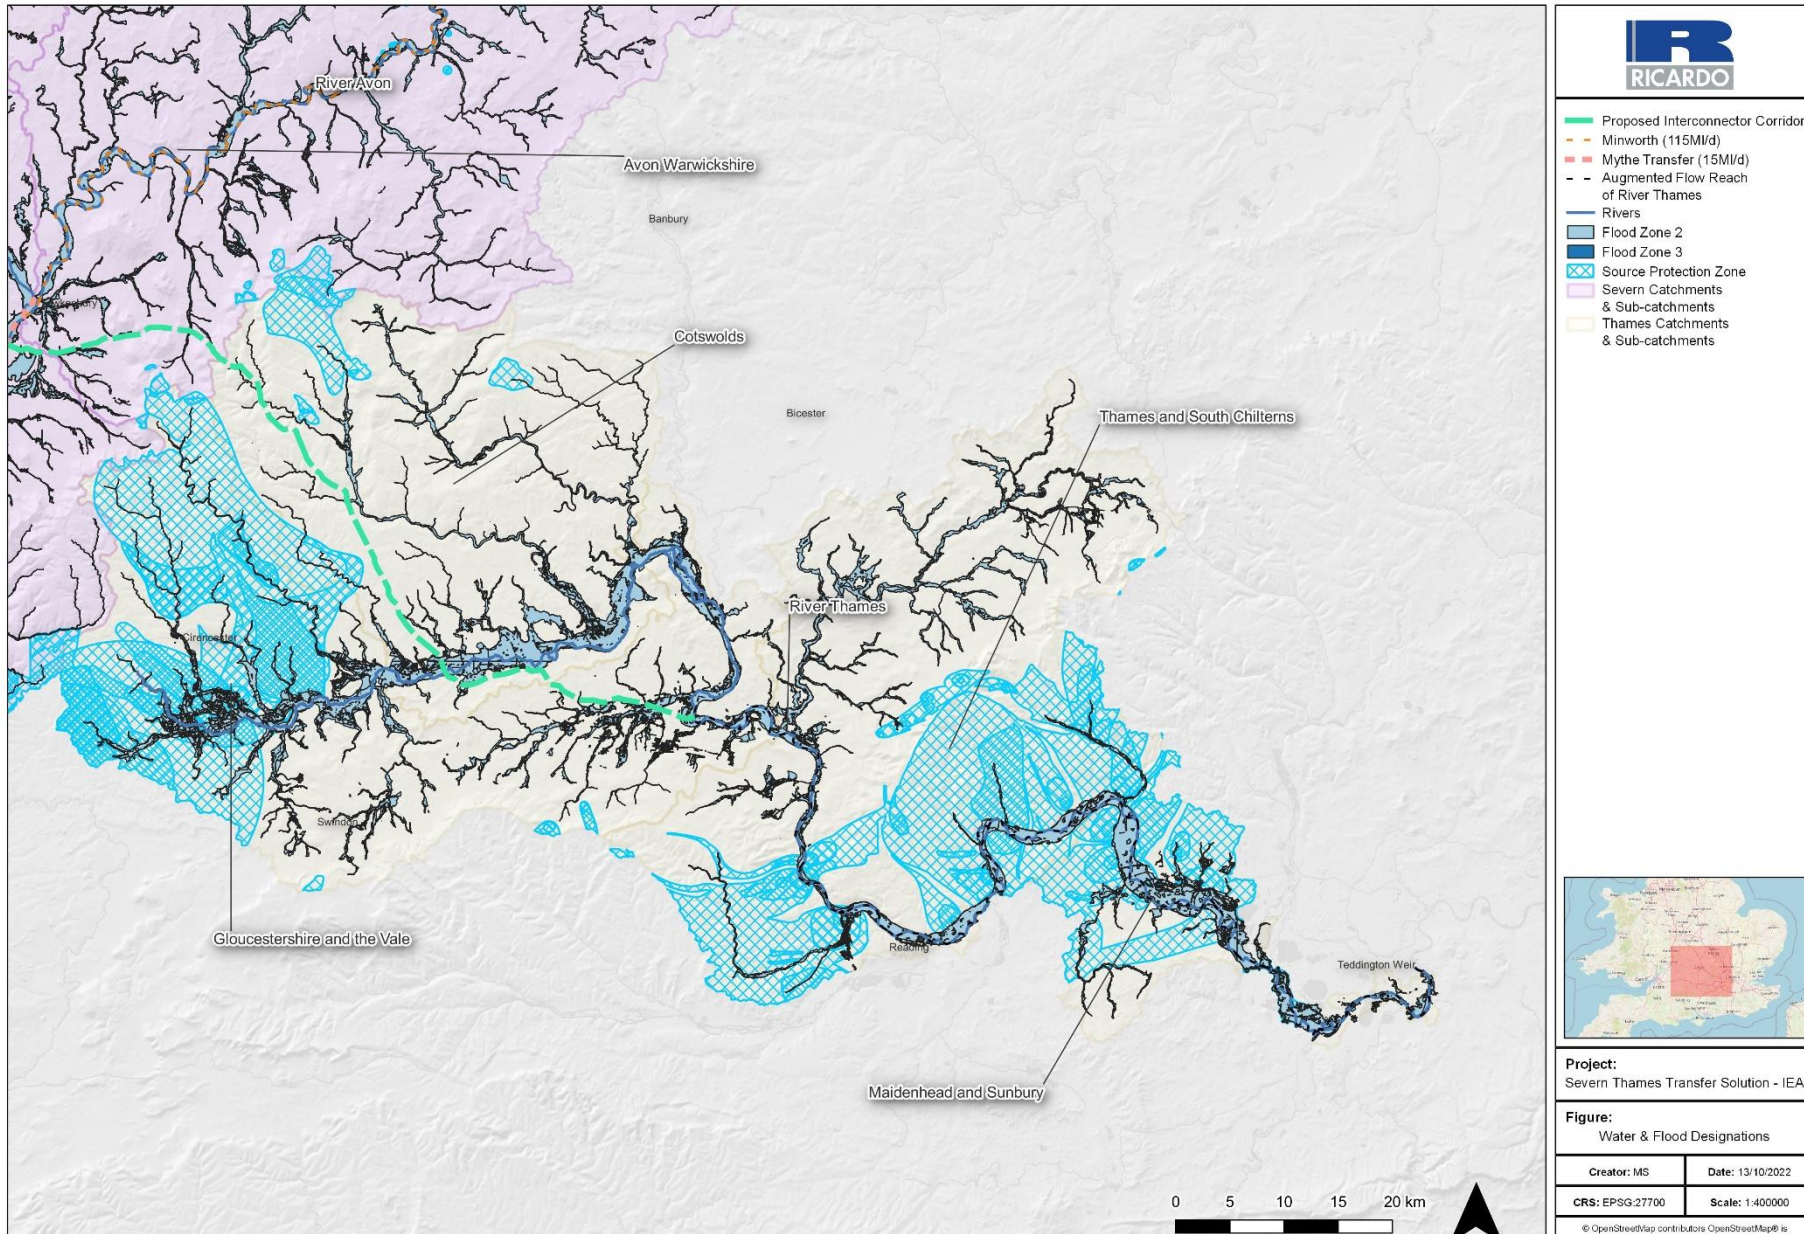 River Avon
Avon Warwickshire
Banbury
Cotswolds
Bicester
Thames and South Chilterns
River Thames
Cirencester
Swindon
Gloucestershire and the Vale
Reading
Teddington Weir
Maidenhead and Sunbury
0 5 10 15 20 km
RICARDO
Proposed Interconnector Corridor
Minworth (115Ml/d)
Mythe Transfer (15Ml/d)
Augmented Flow Reach
of River Thames
Rivers
Flood Zone 2
Flood Zone 3
Source Protection Zone
Severn Catchments
& Sub-catchments
Thames Catchments
& Sub-catchments
Project:
Severn Thames Transfer Solution - IEA
Figure:
Water & Flood Designations
Creator: MS
Date: 13/10/2022
CRS: EPSG:27700
Scale: 1:400000
© OpenStreetMap contributors OpenStreetMap® is